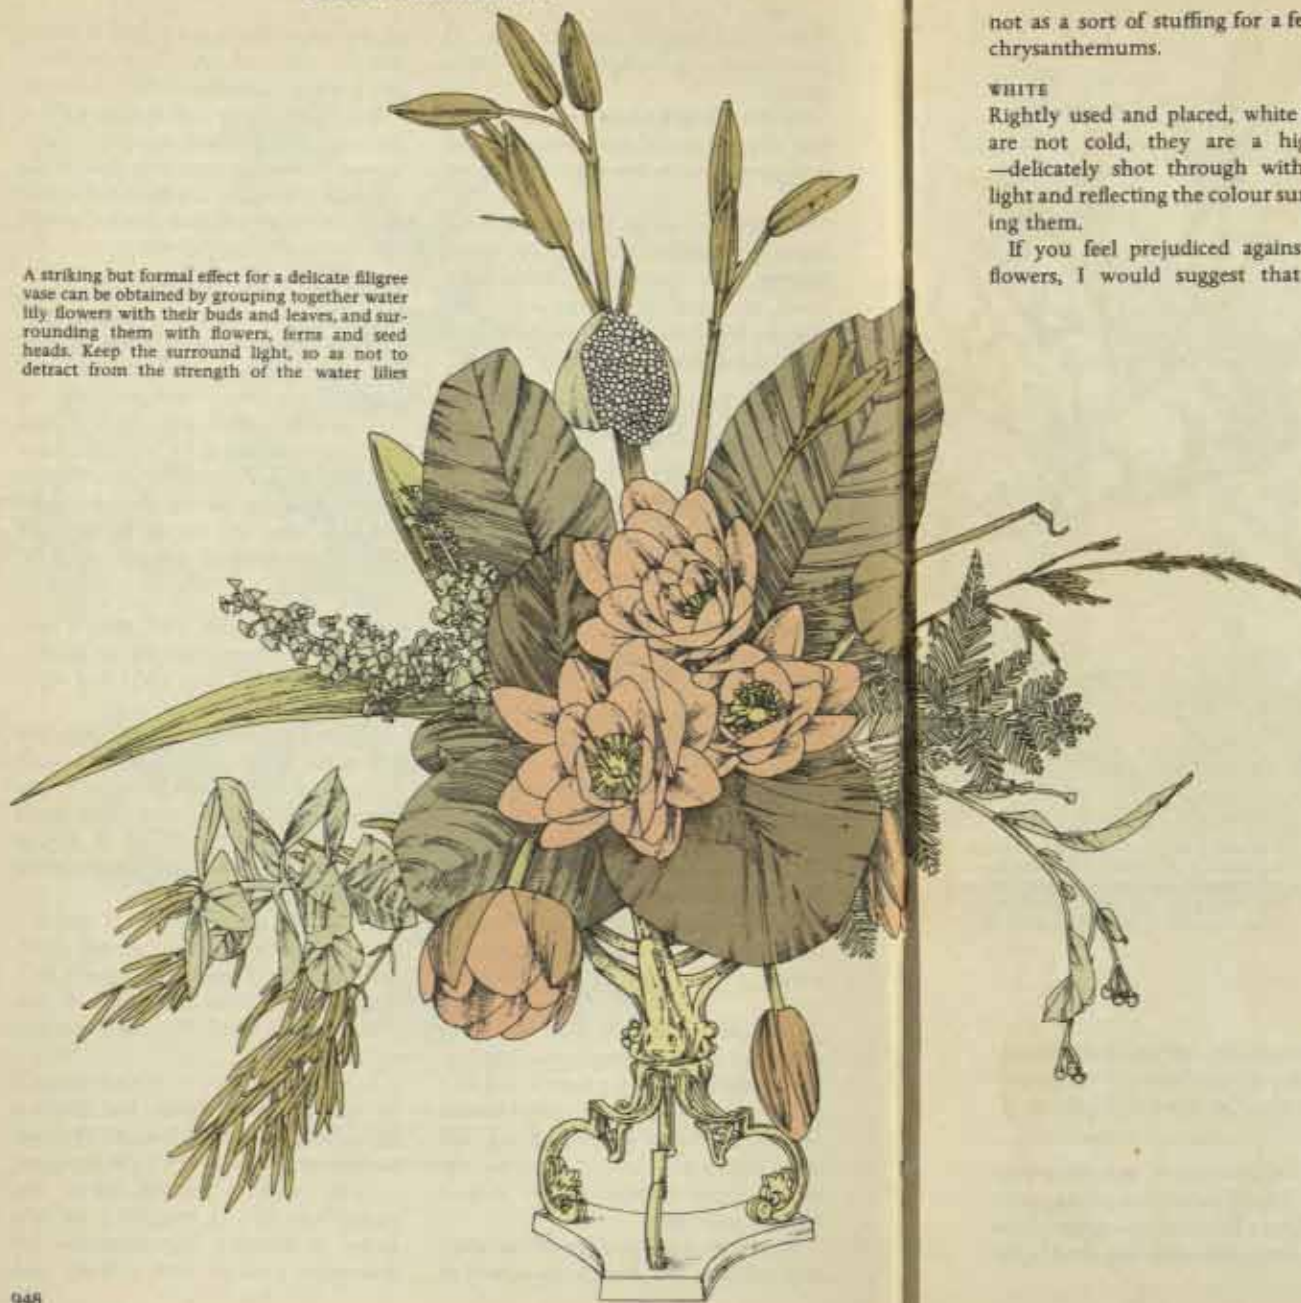 A striking but formal effect for a delicate filigree
vase can be obtained by grouping together water
lily flowers with their buds and leaves, and sur-
rounding them with flowers, ferns and seed
heads. Keep the surround light, so as not to
detract from the strength of the water lilies
948
not as a sort of stuffing for a fe
chrysanthemums.
WHITE
Rightly used and placed, white
are not cold, they are a hig
—delicately shot through with
light and reflecting the colour sur
ing them.
If you feel prejudiced agains
flowers, I would suggest that